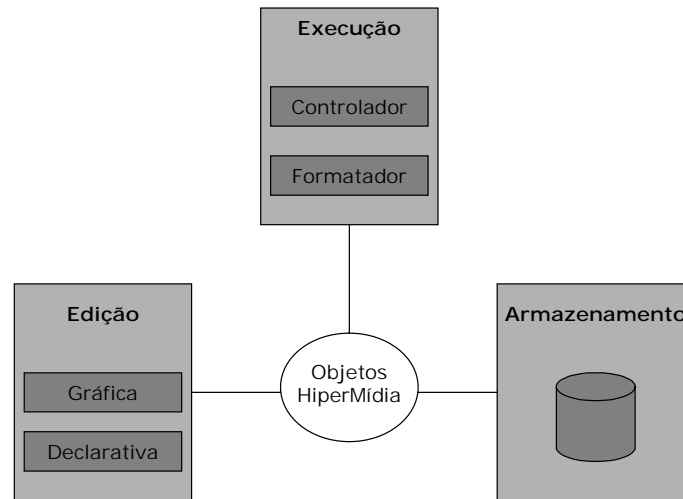 Execução
Controlador
Formatador
Edição
Gráfica
Declarativa
Objetos
HiperMídia
Armazenamento